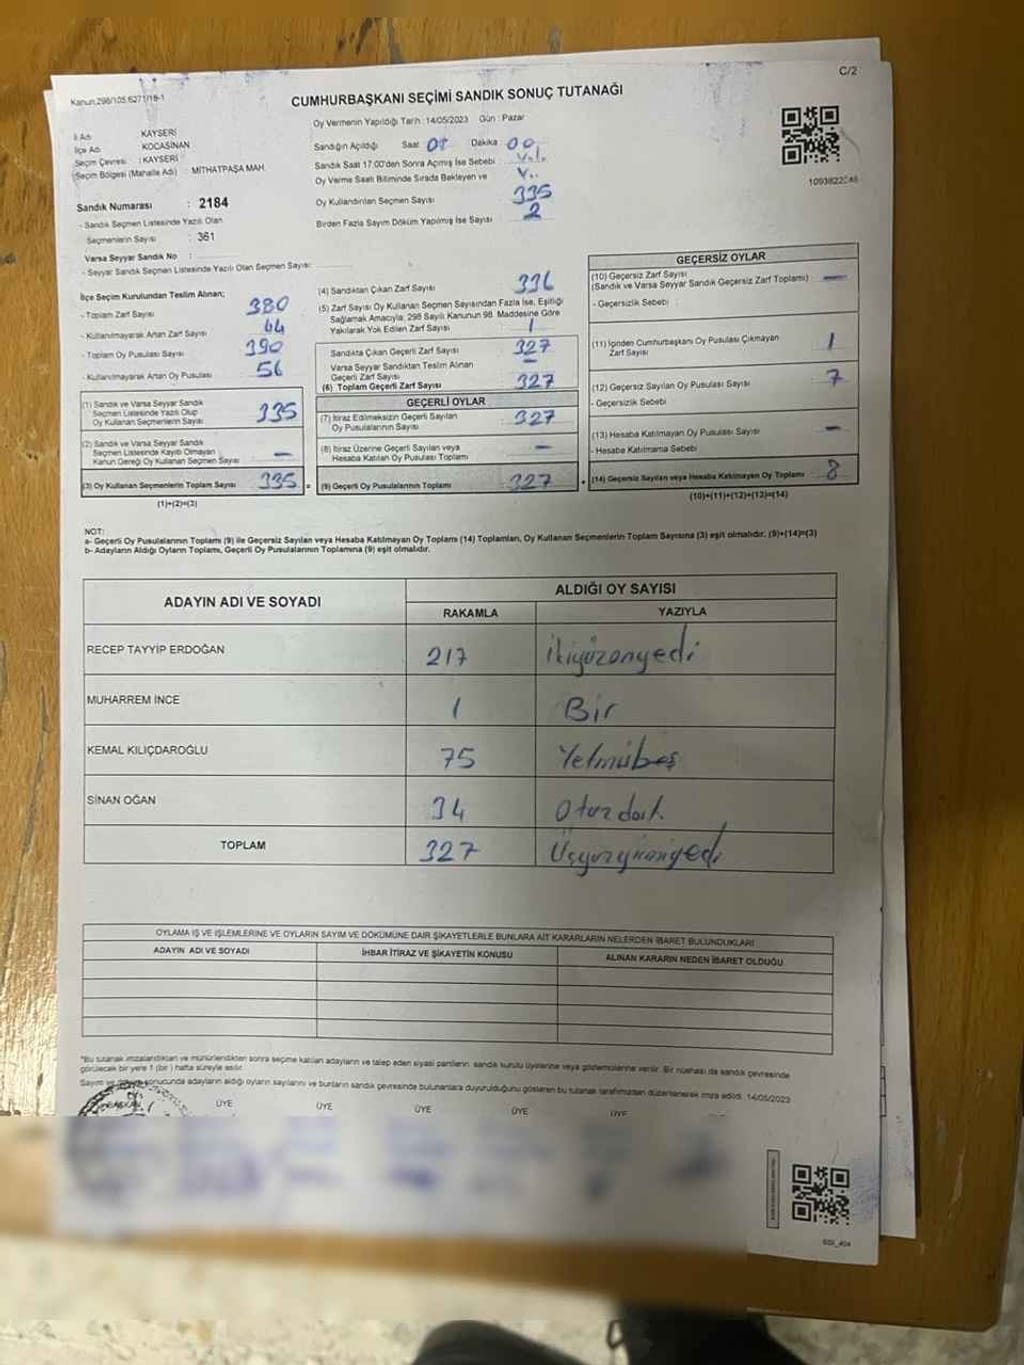 C/2
Kanun.298/105.627/1/18-1
CUMHURBAŞKANI SEÇİMİ SANDIK SONUÇ TUTANAĞI
Oy Vermenin Yapıldığı Tarih : 14/05/2023 Gün : Pazar
İl Adı KAYSERİ
İlçe Adı KOCASİNAN
Seçim Çevresi : KAYSERİ
Seçim Bölgesi (Mahalle Adı) : MİTHATPAŞA MAH.
Sandık Numarası : 2184
- Sandık Seçmen Listesinde Yazılı Olan
Seçmenlerin Sayısı : 361
Varsa Seyyar Sandık No :
- Seyyar Sandık Seçmen Listesinde Yazılı Olan Seçmen Sayısı:
Sandığın Açıldığı Saat 08 Dakika : 00
Sandık Saat 17.00'den Sonra Açmış İse Sebebi :
Oy Verme Saati Bitiminde Sırada Bekleyen ve
Oy Kullandırılan Seçmen Sayısı : 335
Birden Fazla Sayım Döküm Yapılmış İse Sayısı : 2
1093822048
İlçe Seçim Kurulundan Teslim Alınan;
- Toplam Zarf Sayısı : 380
- Kullanılmayarak Artan Zarf Sayısı : 44
- Toplam Oy Pusulası Sayısı : 390
- Kullanılmayarak Artan Oy Pusulası : 56
(1) Sandık ve Varsa Seyyar Sandık
Seçmen Listesinde Yazılı Olup
Oy Kullanan Seçmenlerin Sayısı : 335
(2) Sandık ve Varsa Seyyar Sandık
Seçmen Listesinde Kayıtlı Olmayan
Kanun Gereği Oy Kullanan Seçmen Sayısı : –
(3) Oy Kullanan Seçmenlerin Toplam Sayısı : 335 =
(1)+(2)=(3)
(4) Sandıktan Çıkan Zarf Sayısı : 336
(5) Zarf Sayısı Oy Kullanan Seçmen Sayısından Fazla İse, Eşitliği
Sağlamak Amacıyla; 298 Sayılı Kanunun 98. Maddesine Göre
Yakılarak Yok Edilen Zarf Sayısı : 1
Sandıkta Çıkan Geçerli Zarf Sayısı : 327
Varsa Seyyar Sandıktan Teslim Alınan
Geçerli Zarf Sayısı : –
(6) Toplam Geçerli Zarf Sayısı : 327
GEÇERLİ OYLAR
(7) İtiraz Edilmeksizin Geçerli Sayılan
Oy Pusulalarının Sayısı : 327
(8) İtiraz Üzerine Geçerli Sayılan veya
Hesaba Katılan Oy Pusulası Toplamı : –
(9) Geçerli Oy Pusulalarının Toplamı : 327 +
GEÇERSİZ OYLAR
(10) Geçersiz Zarf Sayısı
(Sandık ve Varsa Seyyar Sandık Geçersiz Zarf Toplamı) : –
- Geçersizlik Sebebi :
(11) İçinden Cumhurbaşkanı Oy Pusulası Çıkmayan
Zarf Sayısı : 1
(12) Geçersiz Sayılan Oy Pusulası Sayısı : 7
- Geçersizlik Sebebi
(13) Hesaba Katılmayan Oy Pusulası Sayısı : –
- Hesaba Katılmama Sebebi
(14) Geçersiz Sayılan veya Hesaba Katılmayan Oy Toplamı : 8
(10)+(11)+(12)+(13)=(14)
NOT:
a- Geçerli Oy Pusulalarının Toplamı (9) ile Geçersiz Sayılan veya Hesaba Katılmayan Oy Toplamı (14) Toplamları, Oy Kullanan Seçmenlerin Toplam Sayısına (3) eşit olmalıdır. (9)+(14)=(3)
b- Adayların Aldığı Oyların Toplamı, Geçerli Oy Pusulalarının Toplamına (9) eşit olmalıdır.
ADAYIN ADI VE SOYADI ALDIĞI OY SAYISI
RAKAMLA YAZIYLA
RECEP TAYYİP ERDOĞAN 217 İkiyüzonyedi
MUHARREM İNCE 1 Bir
KEMAL KILIÇDAROĞLU 75 Yetmişbeş
SİNAN OĞAN 34 Otuzdört
TOPLAM 327 Üçyüzyirmiyedi
OYLAMA İŞ VE İŞLEMLERİNE VE OYLARIN SAYIM VE DÖKÜMÜNE DAİR ŞİKAYETLERLE BUNLARA AİT KARARLARIN NELERDEN İBARET BULUNDUKLARI
ADAYIN ADI VE SOYADI İHBAR İTİRAZ VE ŞİKAYETİN KONUSU ALINAN KARARIN NEDEN İBARET OLDUĞU
*Bu tutanak imzalandıktan ve mühürlendikten sonra seçime katılan adayların ve talep eden siyasi partilerin sandık kurulu üyelerine veya gözlemcilerine verilir. Bir nüshası da sandık çevresinde
görülecek bir yere 1 (bir) hafta süreyle asılır.
Sayım ve döküm sonucunda adayların aldığı oyların sayılarını ve bunların sandık çevresinde bulunanlara duyurulduğunu gösteren bu tutanak tarafımızdan düzenlenerek imza edildi. 14/05/2023
BAŞKAN ÜYE ÜYE ÜYE ÜYE ÜYE